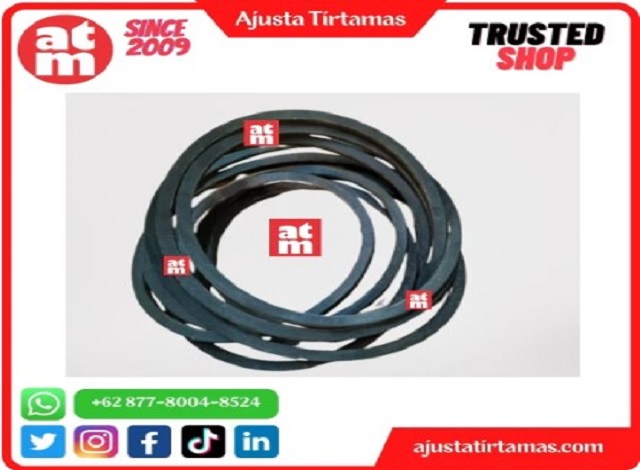 atm
SINCE
2009
Ajusta Tirtamas
TRUSTED
SHOP
atm
atm
atm
atm
+62 877-8004-8524
ajustatirtamas.com